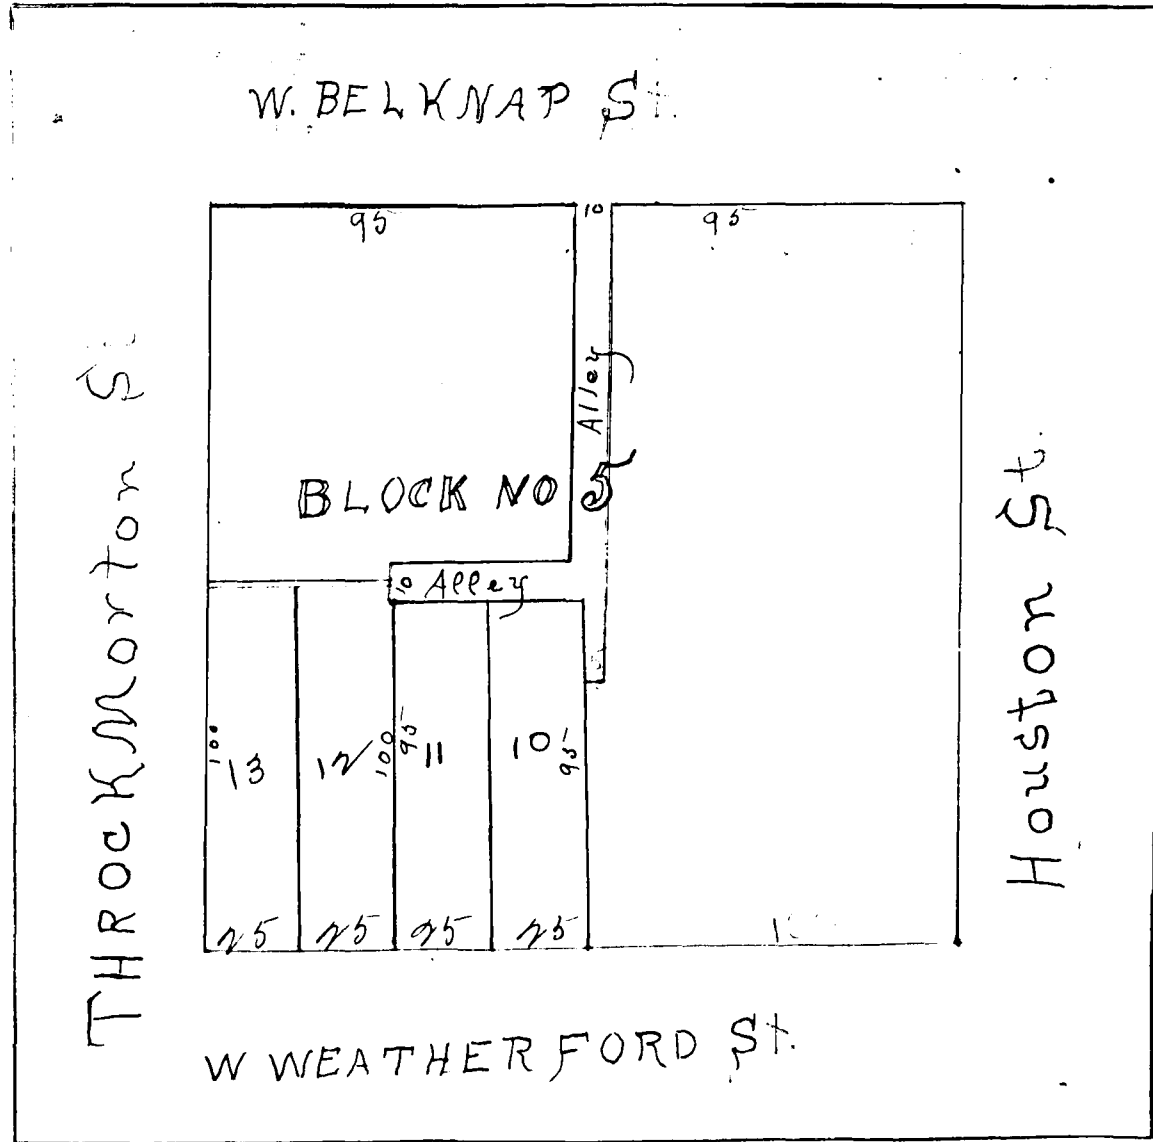 W. BELKNAP St.
95 10 95
Alley
THROCKMORTON St
BLOCK NO 5
Houston St.
10 Alley
100 13 12 100 95 11 10 95
25 25 25 25
W WEATHERFORD St.